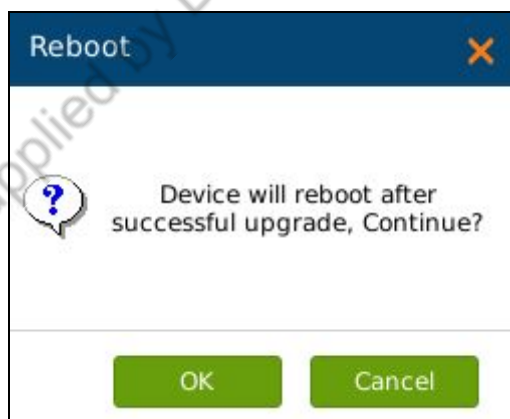 Reboot
Device will reboot after
successful upgrade, Continue?
OK
Cancel